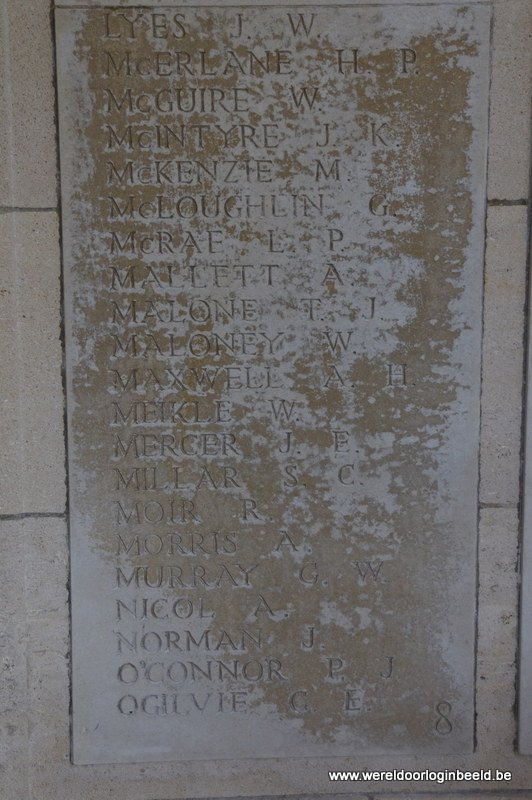 LYES J. W.
McERLANE H. P.
McGUIRE W.
McINTYRE J. K.
McKENZIE M.
McLOUGHLIN G.
McRAE L. P.
MALLETT A.
MALONE T. J.
MALONEY W.
MAXWELL A. H.
MEIKLE W.
MERCER J. E.
MILLAR S. C.
MOIR R.
MORRIS A.
MURRAY G. W.
NICOL A.
NORMAN J.
O'CONNOR P. J
OGILVIE G. E.
8
www.wereldoorloginbeeld.be